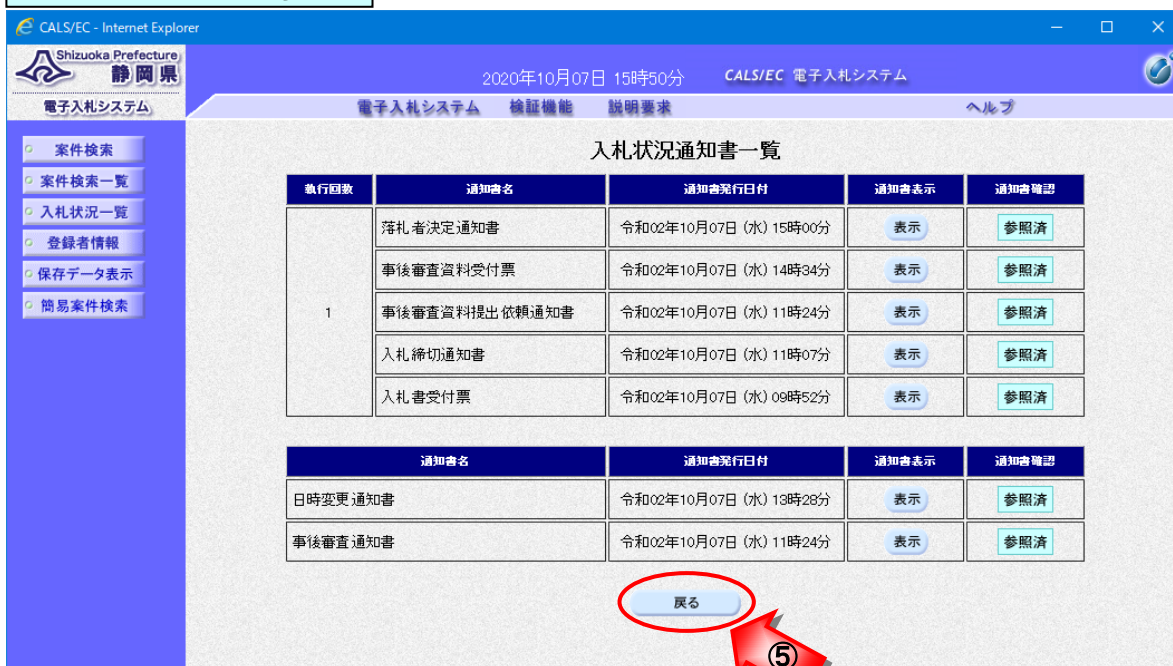 CALS/EC - Internet Explorer
Shizuoka Prefecture
静岡県
2020年10月07日 15時50分 CALS/EC 電子入札システム
電子入札システム
電子入札システム 検証機能 説明要求 ヘルプ
案件検索
案件検索一覧
入札状況一覧
登録者情報
保存データ表示
簡易案件検索
入札状況通知書一覧
執行回数 通知書名 通知書発行日付 通知書表示 通知書確認
1
落札者決定通知書 令和02年10月07日 (水) 15時00分 表示 参照済
事後審査資料受付票 令和02年10月07日 (水) 14時34分 表示 参照済
事後審査資料提出依頼通知書 令和02年10月07日 (水) 11時24分 表示 参照済
入札締切通知書 令和02年10月07日 (水) 11時07分 表示 参照済
入札書受付票 令和02年10月07日 (水) 09時52分 表示 参照済
通知書名 通知書発行日付 通知書表示 通知書確認
日時変更通知書 令和02年10月07日 (水) 13時28分 表示 参照済
事後審査通知書 令和02年10月07日 (水) 11時24分 表示 参照済
戻る
⑤